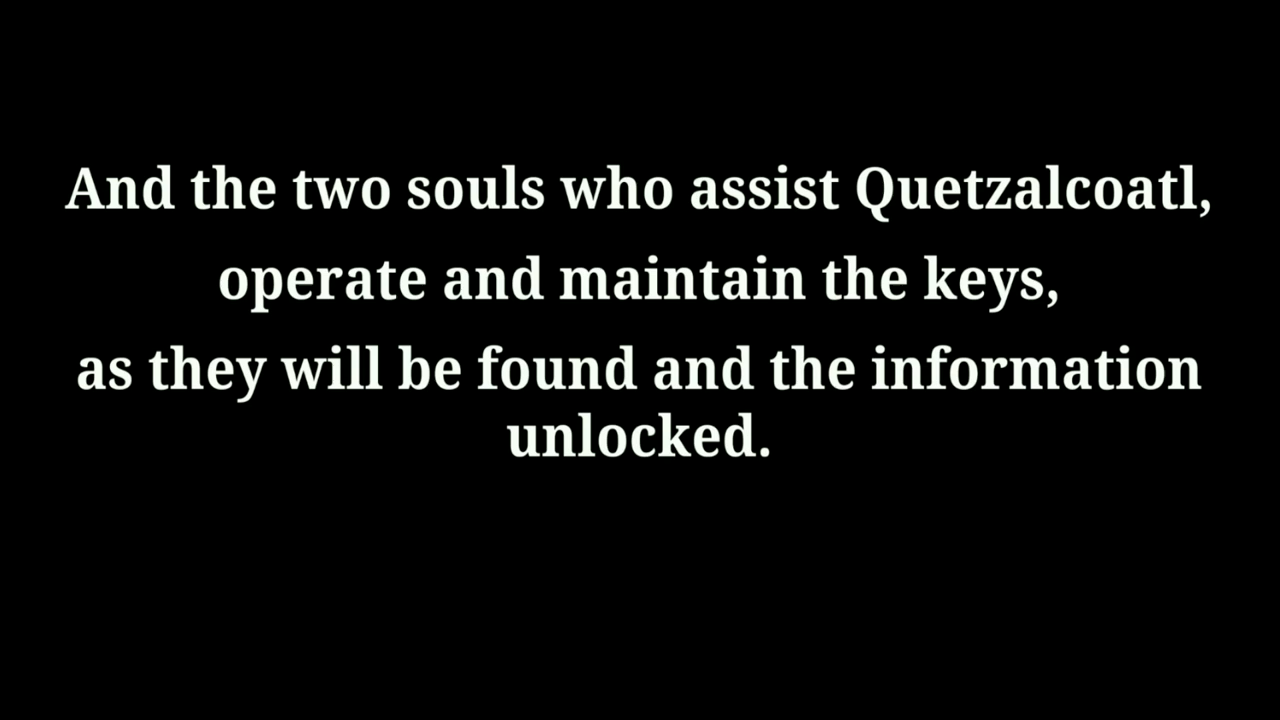 And the two souls who assist Quetzalcoatl,
operate and maintain the keys,
as they will be found and the information
unlocked.